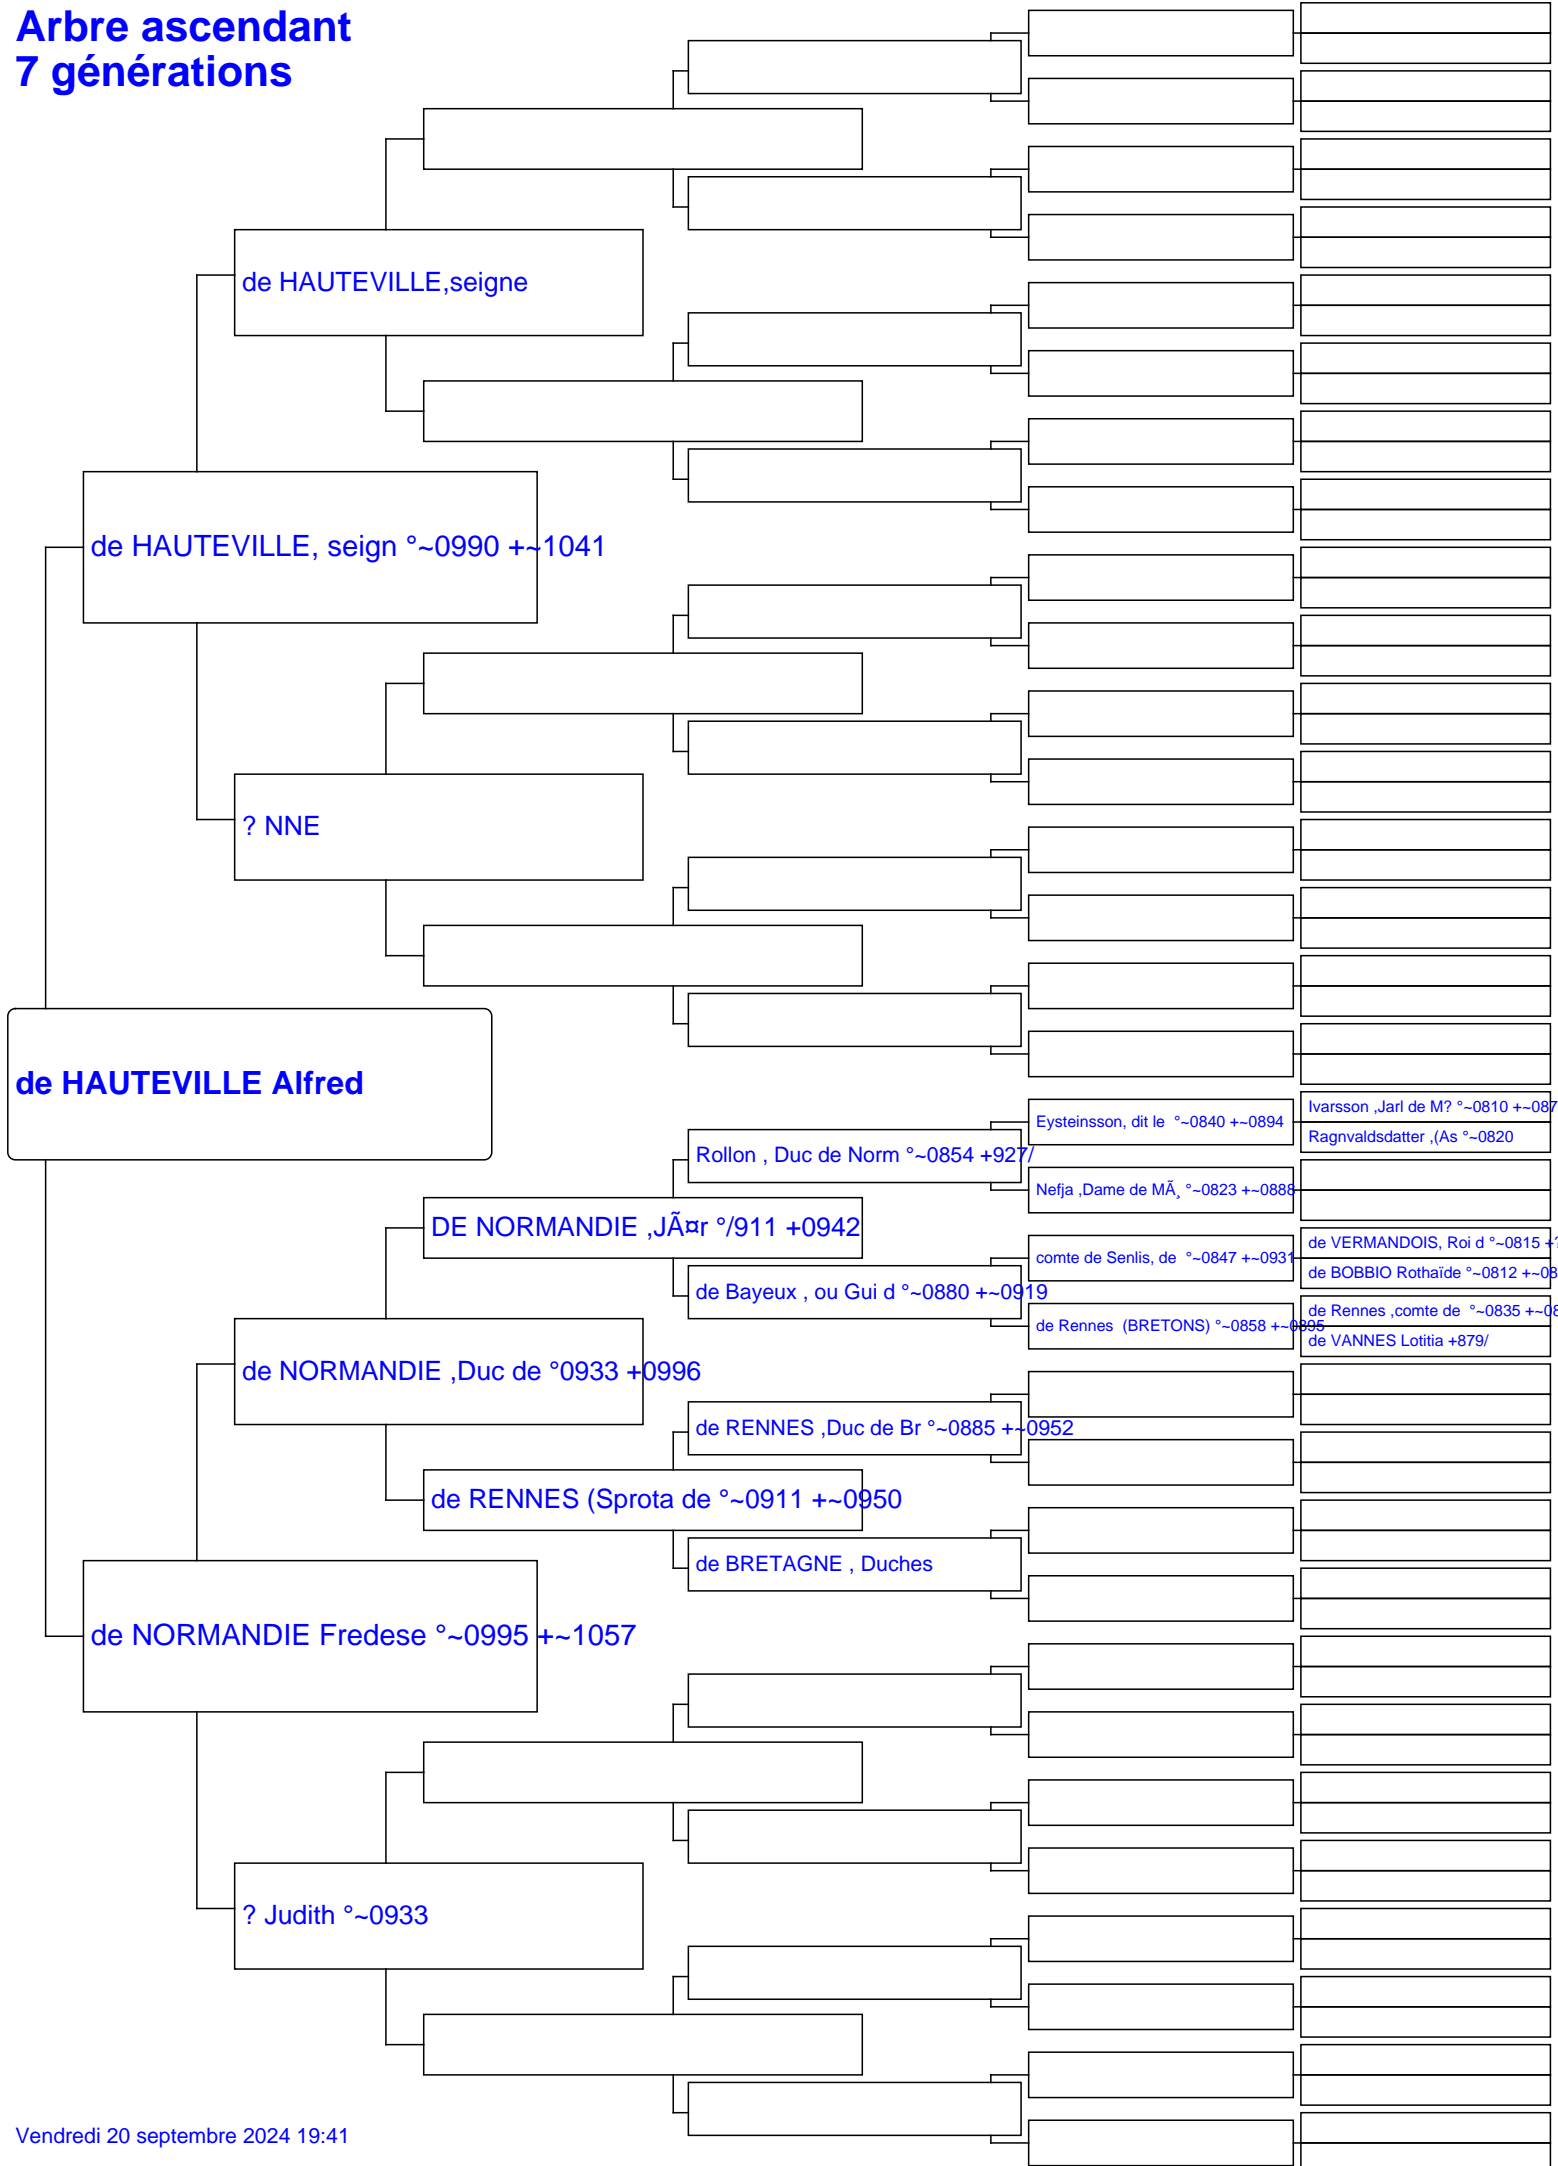 Arbre ascendant
7 générations
de HAUTEVILLE,seigne
de HAUTEVILLE, seign °~0990 +~1041
? NNE
de HAUTEVILLE Alfred
Ivarsson ,Jarl de M? °~0810 +~087
Eysteinsson, dit le °~0840 +~0894
Ragnvaldsdatter ,(As °~0820
Rollon , Duc de Norm °~0854 +927/
Nefja ,Dame de MÃ¸ °~0823 +~0888
DE NORMANDIE ,JÃ¤r °/911 +0942
de VERMANDOIS, Roi d °~0815 +?
comte de Senlis, de °~0847 +~0931
de BOBBIO Rothaïde °~0812 +~08
de Bayeux , ou Gui d °~0880 +~0919
de Rennes ,comte de °~0835 +~08
de Rennes (BRETONS) °~0858 +~0895
de VANNES Lotitia +879/
de NORMANDIE ,Duc de °0933 +0996
de RENNES ,Duc de Br °~0885 +~0952
de RENNES (Sprota de °~0911 +~0950
de BRETAGNE , Duches
de NORMANDIE Fredese °~0995 +~1057
? Judith °~0933
Vendredi 20 septembre 2024 19:41